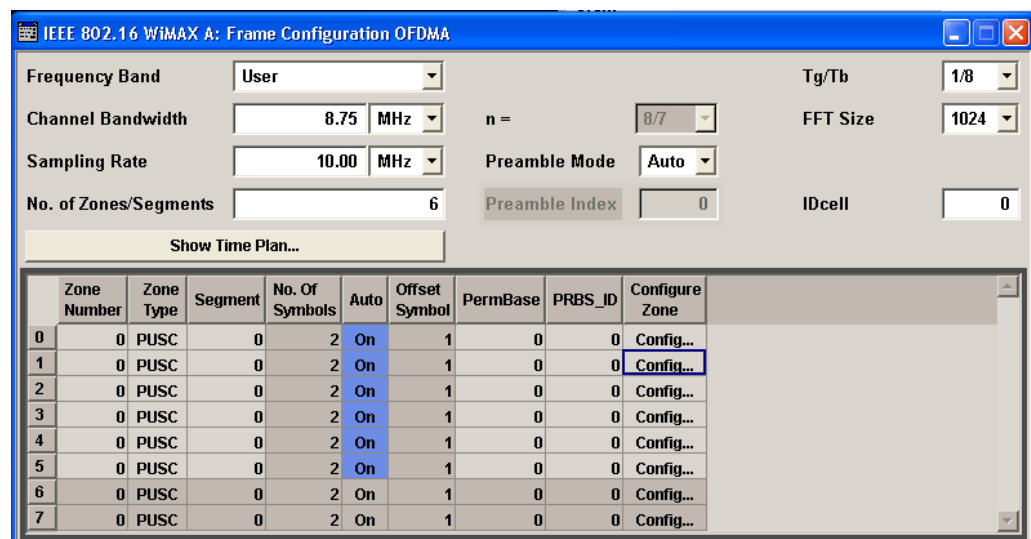 IEEE 802.16 WiMAX A: Frame Configuration OFDMA
Frequency Band User Tg/Tb 1/8
Channel Bandwidth 8.75 MHz n = 8/7 FFT Size 1024
Sampling Rate 10.00 MHz Preamble Mode Auto
No. of Zones/Segments 6 Preamble Index 0 IDcell 0
Show Time Plan...
Zone Number Zone Type Segment No. Of Symbols Auto Offset Symbol PermBase PRBS_ID Configure Zone
0 0 PUSC 0 2 On 1 0 0 Config...
1 0 PUSC 0 2 On 1 0 0 Config...
2 0 PUSC 0 2 On 1 0 0 Config...
3 0 PUSC 0 2 On 1 0 0 Config...
4 0 PUSC 0 2 On 1 0 0 Config...
5 0 PUSC 0 2 On 1 0 0 Config...
6 0 PUSC 0 2 On 1 0 0 Config...
7 0 PUSC 0 2 On 1 0 0 Config...